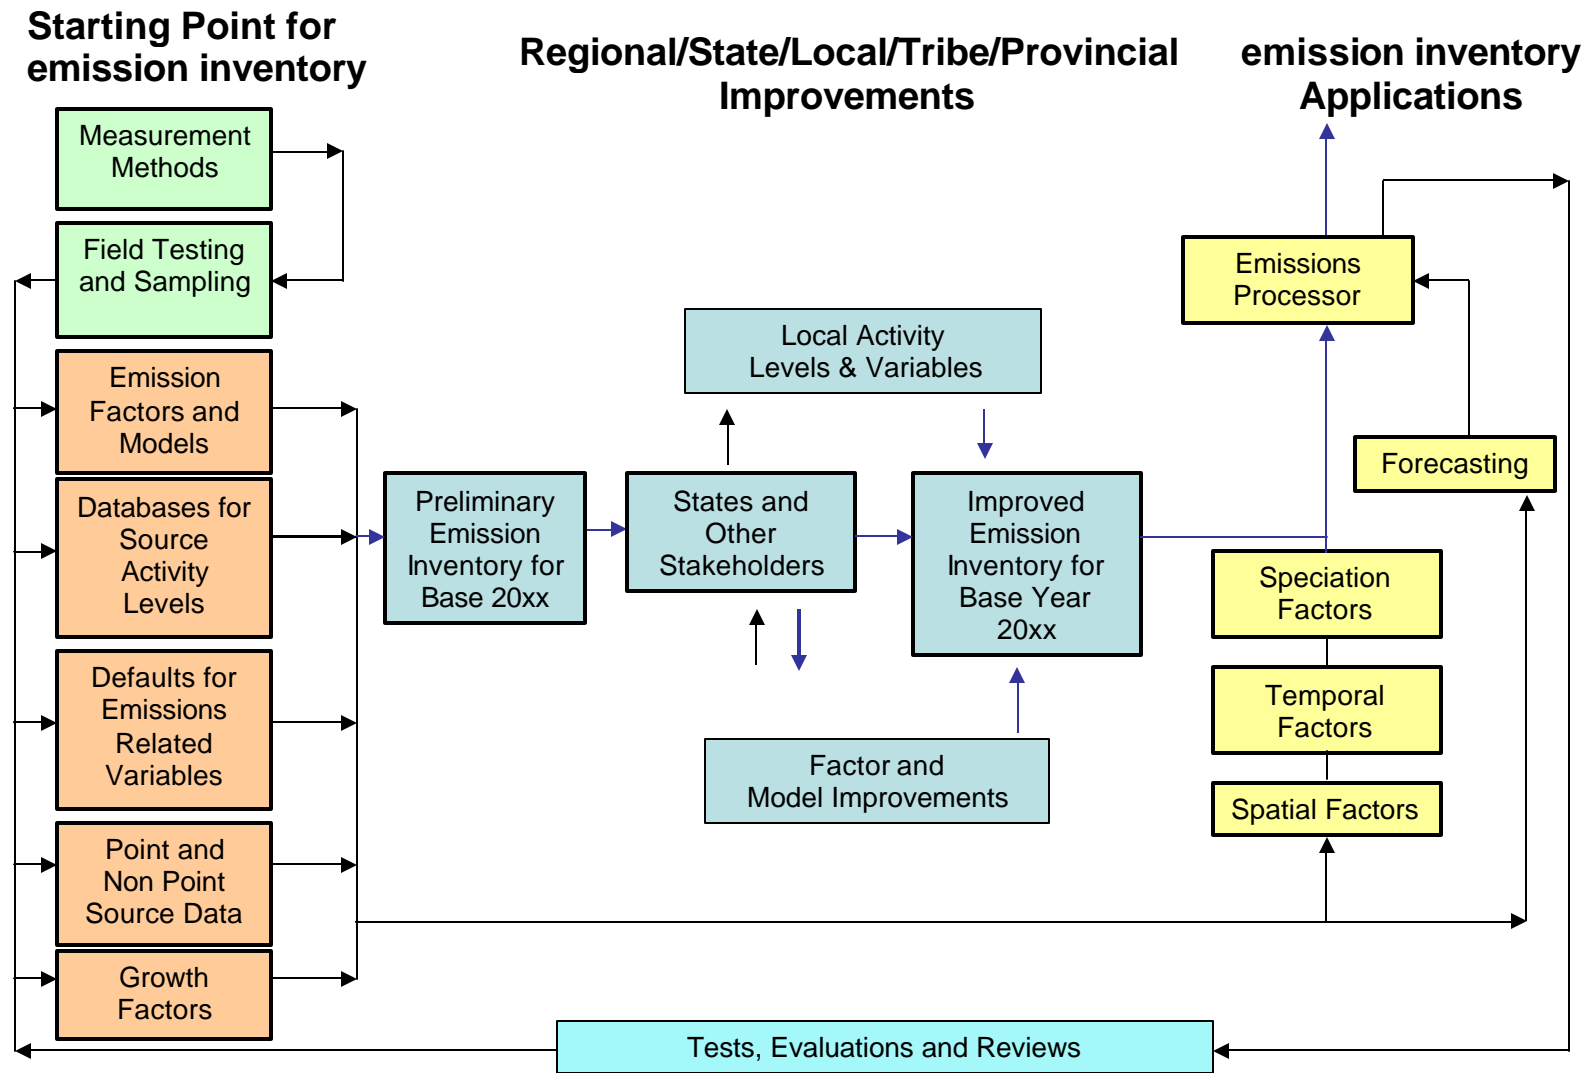 Starting Point for
emission inventory
Regional/State/Local/Tribe/Provincial
Improvements
emission inventory
Applications
Measurement
Methods
Field Testing
and Sampling
Emission
Factors and
Models
Databases for
Source
Activity
Levels
Defaults for
Emissions
Related
Variables
Point and
Non Point
Source Data
Growth
Factors
Preliminary
Emission
Inventory for
Base 20xx
Local Activity
Levels & Variables
States and
Other
Stakeholders
Factor and
Model Improvements
Improved
Emission
Inventory for
Base Year
20xx
Emissions
Processor
Forecasting
Speciation
Factors
Temporal
Factors
Spatial Factors
Tests, Evaluations and Reviews